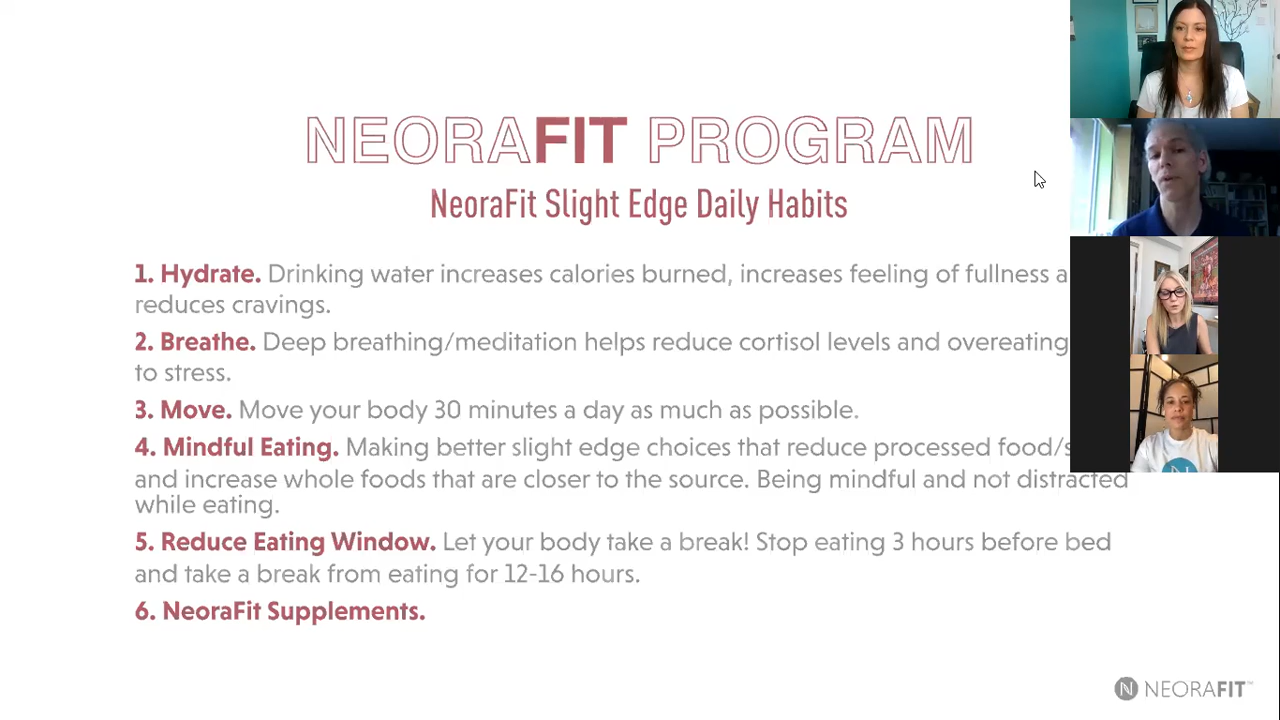 NEORAFIT PROGRAM
NeoraFit Slight Edge Daily Habits
1. Hydrate. Drinking water increases calories burned, increases feeling of fullness a
reduces cravings.
2. Breathe. Deep breathing/meditation helps reduce cortisol levels and overeating
to stress.
3. Move. Move your body 30 minutes a day as much as possible.
4. Mindful Eating. Making better slight edge choices that reduce processed food/s
and increase whole foods that are closer to the source. Being mindful and not distracted
while eating.
5. Reduce Eating Window. Let your body take a break! Stop eating 3 hours before bed
and take a break from eating for 12-16 hours.
6. NeoraFit Supplements.
N NEORAFIT™